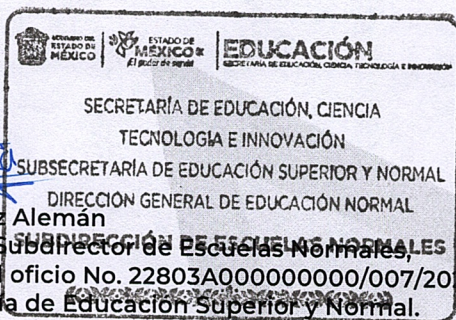 GOBIERNO DEL
ESTADO DE
MÉXICO
ESTADO DE
MÉXICO
¡El poder de servir!
EDUCACIÓN
SECRETARÍA DE EDUCACIÓN, CIENCIA, TECNOLOGÍA E INNOVACIÓN
SECRETARÍA DE EDUCACIÓN, CIENCIA
TECNOLOGÍA E INNOVACIÓN
SUBSECRETARÍA DE EDUCACIÓN SUPERIOR Y NORMAL
DIRECCIÓN GENERAL DE EDUCACIÓN NORMAL
Alemán
SUBDIRECCIÓN DE ESCUELAS NORMALES
Subdirector de Escuelas Normales,
oficio No. 22803A000000000/007/20
de Educación Superior y Normal.